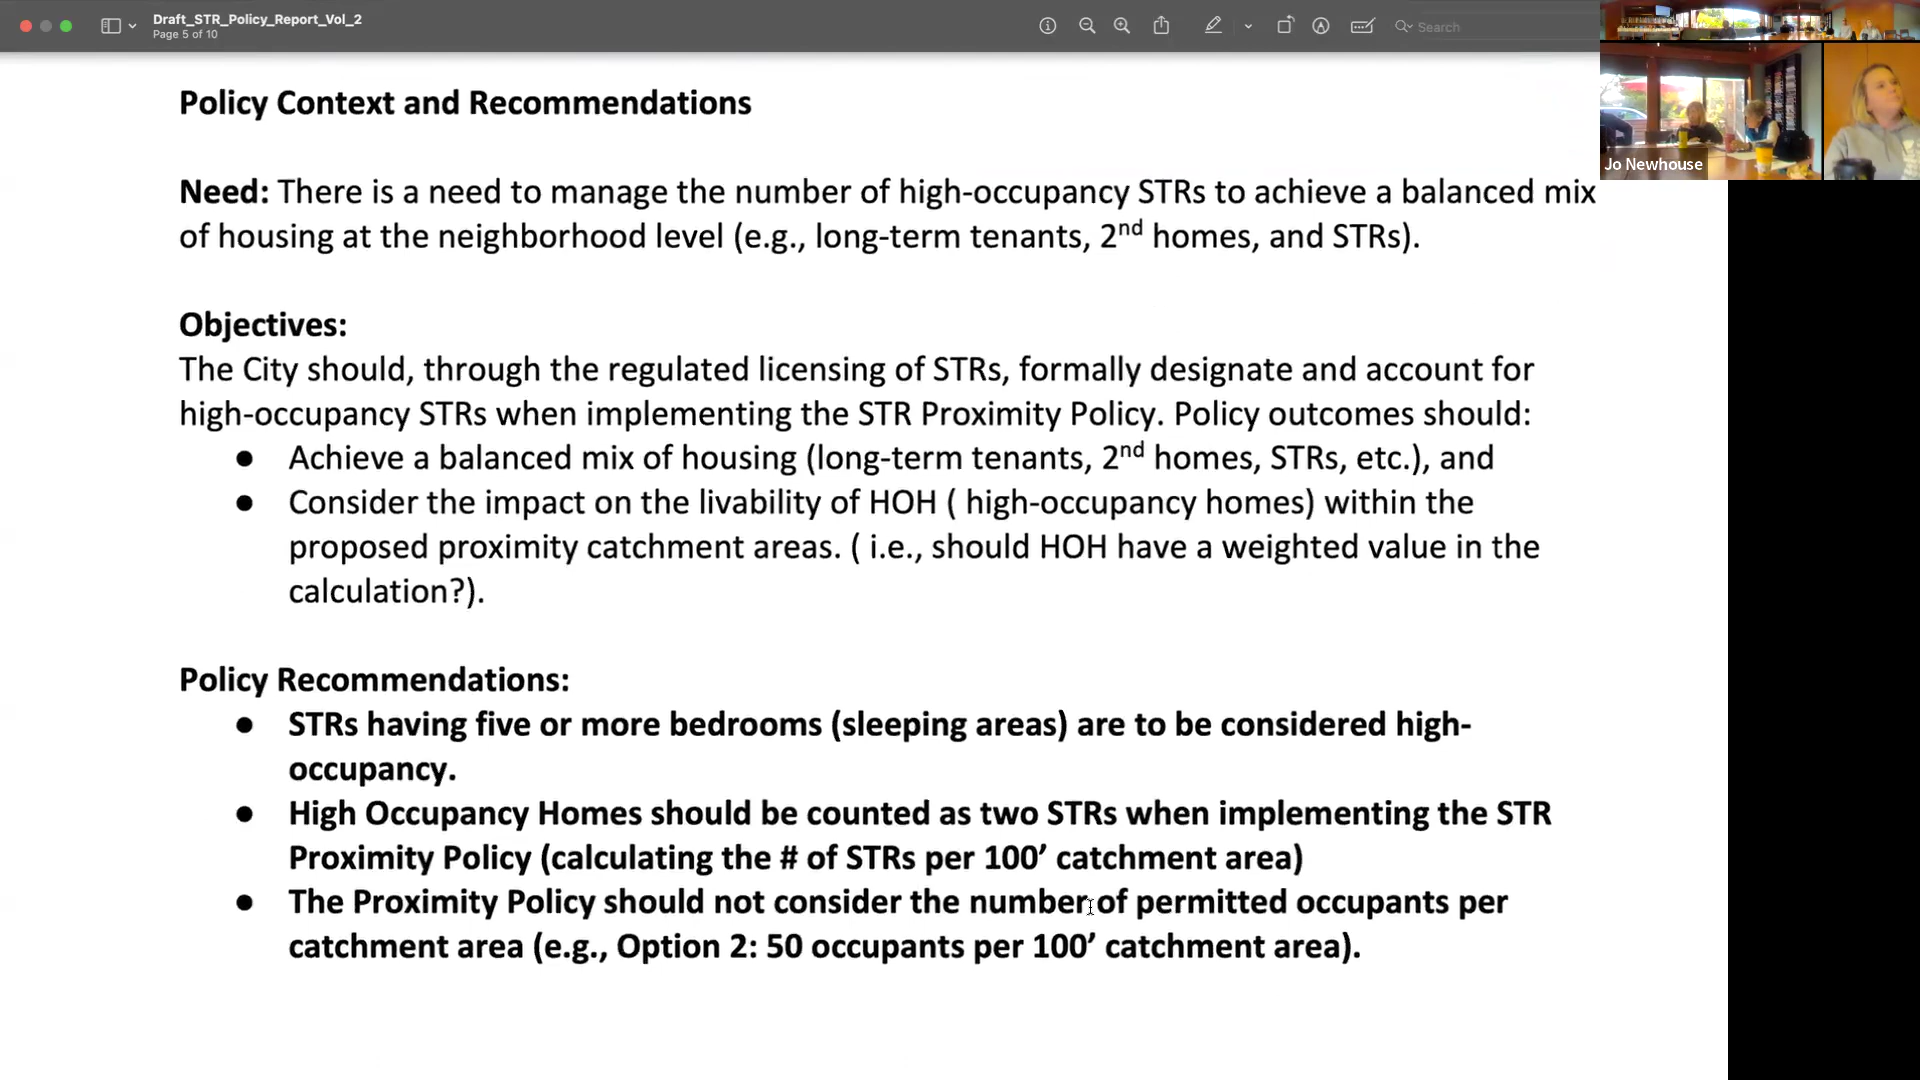 Draft_STR_Policy_Report_Vol_2
Page 5 of 10
Search
Jo Newhouse
Policy Context and Recommendations
Need: There is a need to manage the number of high-occupancy STRs to achieve a balanced mix
of housing at the neighborhood level (e.g., long-term tenants, 2nd homes, and STRs).
Objectives:
The City should, through the regulated licensing of STRs, formally designate and account for
high-occupancy STRs when implementing the STR Proximity Policy. Policy outcomes should:
● Achieve a balanced mix of housing (long-term tenants, 2nd homes, STRs, etc.), and
● Consider the impact on the livability of HOH ( high-occupancy homes) within the
proposed proximity catchment areas. ( i.e., should HOH have a weighted value in the
calculation?).
Policy Recommendations:
● STRs having five or more bedrooms (sleeping areas) are to be considered high-
occupancy.
● High Occupancy Homes should be counted as two STRs when implementing the STR
Proximity Policy (calculating the # of STRs per 100’ catchment area)
● The Proximity Policy should not consider the number of permitted occupants per
catchment area (e.g., Option 2: 50 occupants per 100’ catchment area).